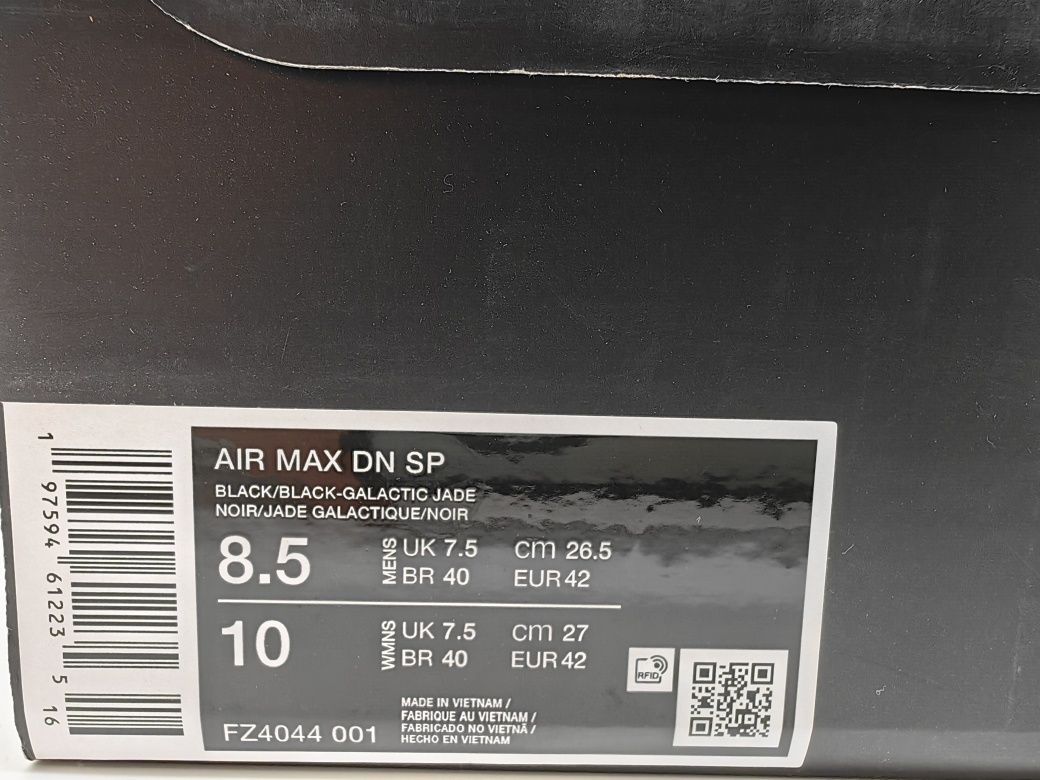 AIR MAX DN SP
BLACK/BLACK-GALACTIC JADE
NOIR/JADE GALACTIQUE/NOIR
8.5
MENS
UK 7.5 cm 26.5
BR 40 EUR 42
10
WMNS
UK 7.5 cm 27
BR 40 EUR 42
FZ4044 001
MADE IN VIETNAM /
FABRIQUE AU VIETNAM /
FABRICADO NO VIETNÃ /
HECHO EN VIETNAM
RFID
1 97594 61223 5 16